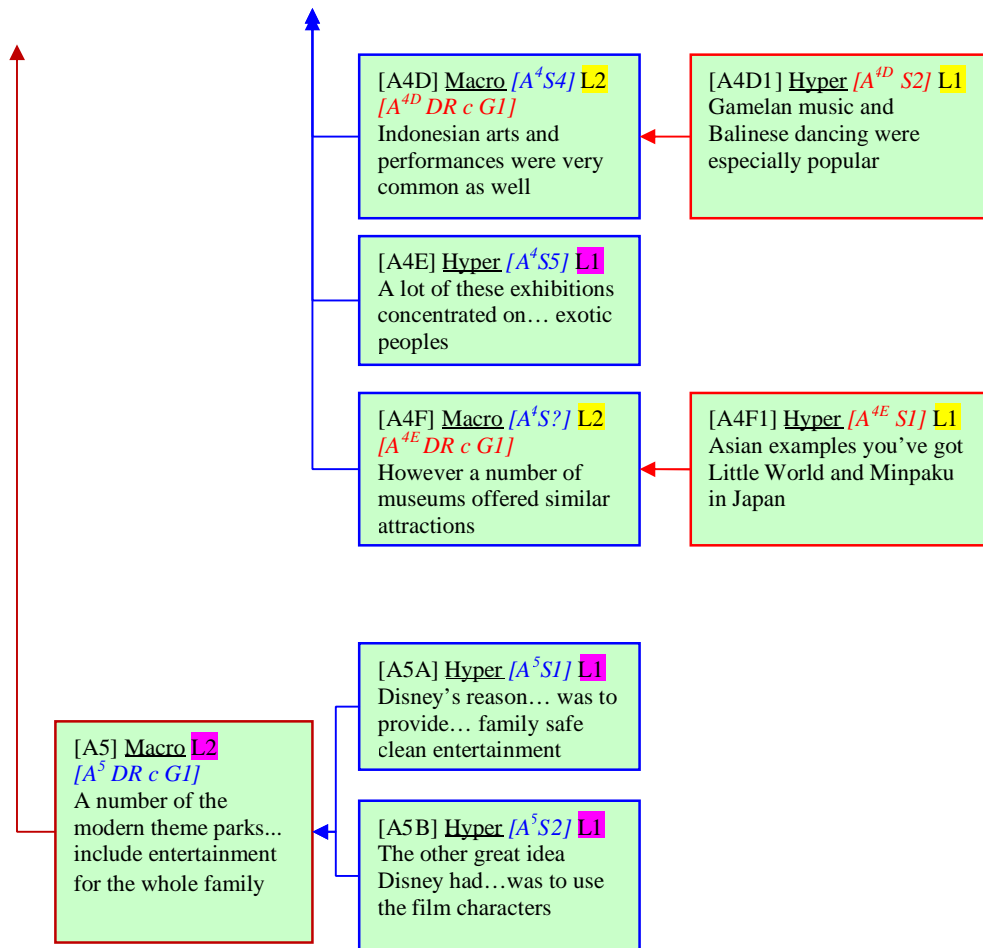 [A4D] Macro [A4S4] L2
[A4D DR c G1]
Indonesian arts and
performances were very
common as well
[A4D1] Hyper [A4D S2] L1
Gamelan music and
Balinese dancing were
especially popular
[A4E] Hyper [A4S5] L1
A lot of these exhibitions
concentrated on… exotic
peoples
[A4F] Macro [A4S?] L2
[A4E DR c G1]
However a number of
museums offered similar
attractions
[A4F1] Hyper [A4E S1] L1
Asian examples you’ve got
Little World and Minpaku
in Japan
[A5A] Hyper [A5S1] L1
Disney’s reason… was to
provide… family safe
clean entertainment
[A5] Macro L2
[A5 DR c G1]
A number of the
modern theme parks...
include entertainment
for the whole family
[A5B] Hyper [A5S2] L1
The other great idea
Disney had…was to use
the film characters